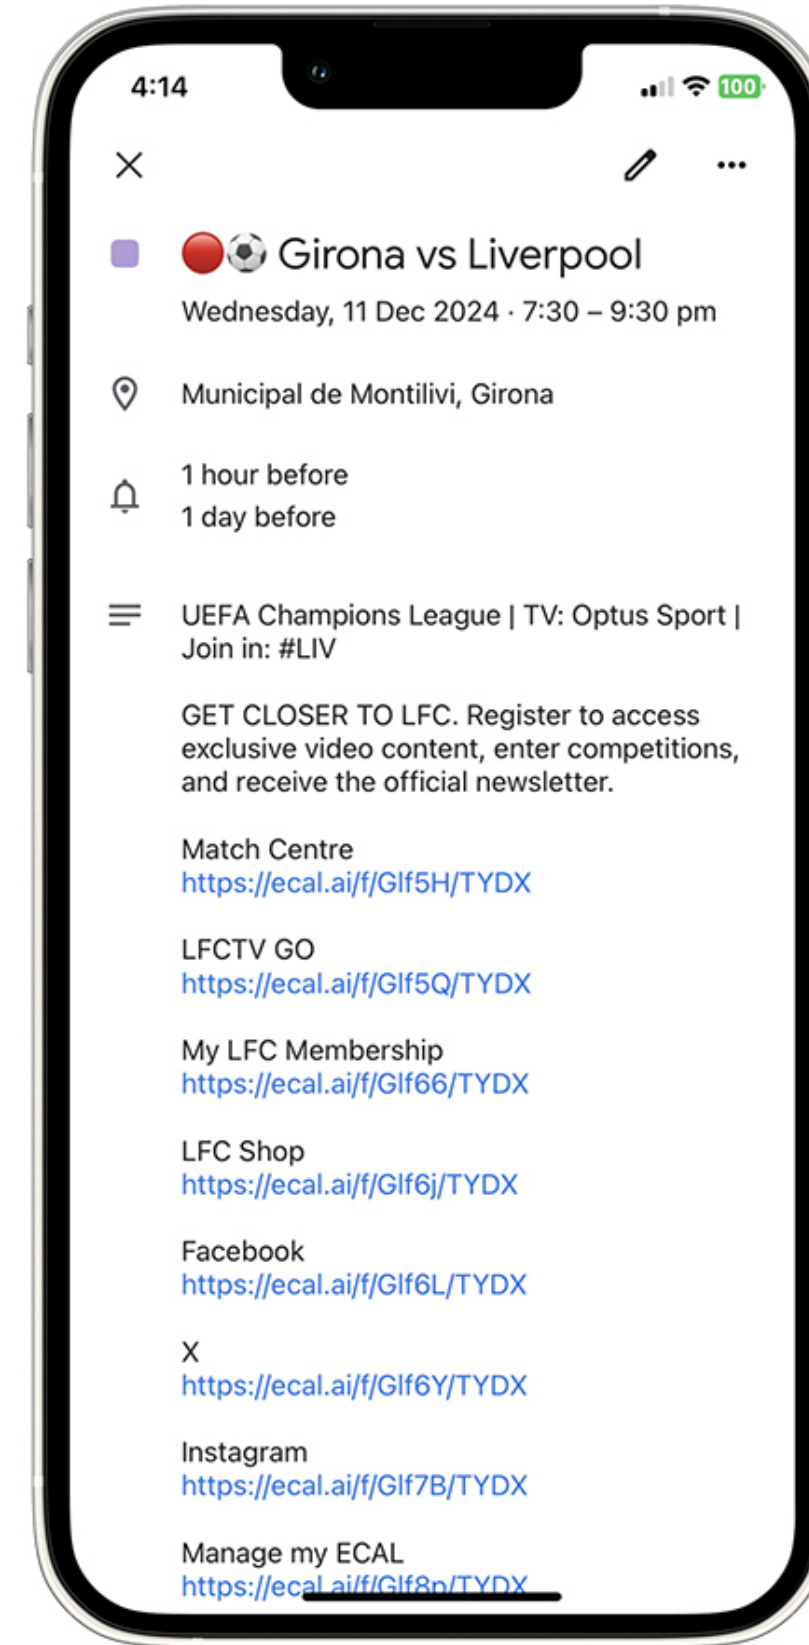 4:14
100
🔴⚽ Girona vs Liverpool
Wednesday, 11 Dec 2024 · 7:30 – 9:30 pm
Municipal de Montilivi, Girona
1 hour before
1 day before
UEFA Champions League | TV: Optus Sport |
Join in: #LIV
GET CLOSER TO LFC. Register to access
exclusive video content, enter competitions,
and receive the official newsletter.
Match Centre
https://ecal.ai/f/Glf5H/TYDX
LFCTV GO
https://ecal.ai/f/Glf5Q/TYDX
My LFC Membership
https://ecal.ai/f/Glf66/TYDX
LFC Shop
https://ecal.ai/f/Glf6j/TYDX
Facebook
https://ecal.ai/f/Glf6L/TYDX
X
https://ecal.ai/f/Glf6Y/TYDX
Instagram
https://ecal.ai/f/Glf7B/TYDX
Manage my ECAL
https://ecal.ai/f/Glf8p/TYDX